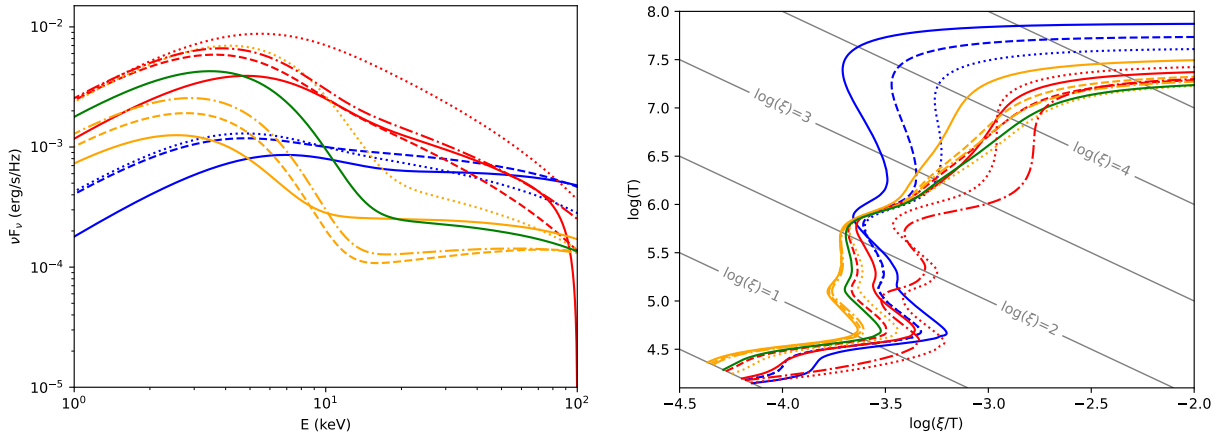 10⁻²
10⁻³
10⁻⁴
10⁻⁵
νFν (erg/s/Hz)
10⁰
10¹
10²
E (keV)
8.0
7.5
7.0
6.5
6.0
5.5
5.0
4.5
log(T)
log(ξ)=3
log(ξ)=4
log(ξ)=1
log(ξ)=2
−4.5
−4.0
−3.5
−3.0
−2.5
−2.0
log(ξ/T)